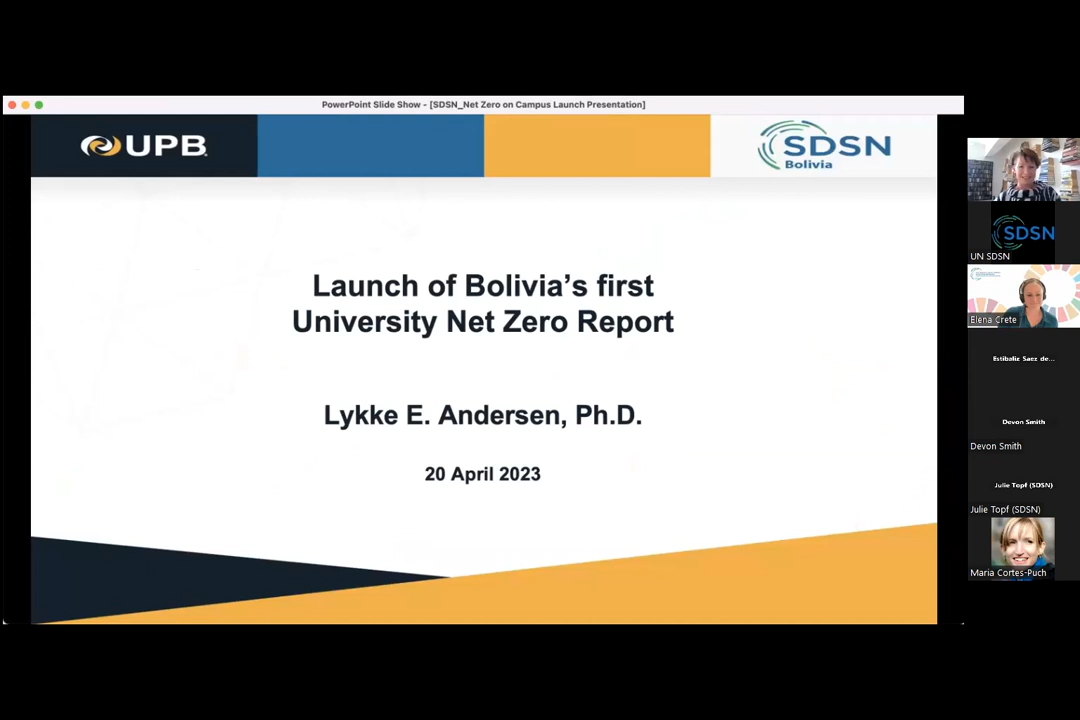 PowerPoint Slide Show - [SDSN_Net Zero on Campus Launch Presentation]
UPB
SDSN
Bolivia
Launch of Bolivia's first
University Net Zero Report
Lykke E. Andersen, Ph.D.
20 April 2023
SDSN
UN SDSN
Elena Crete
Estibaliz Saez de...
Devon Smith
Devon Smith
Julie Topf (SDSN)
Julie Topf (SDSN)
Maria Cortes-Puch